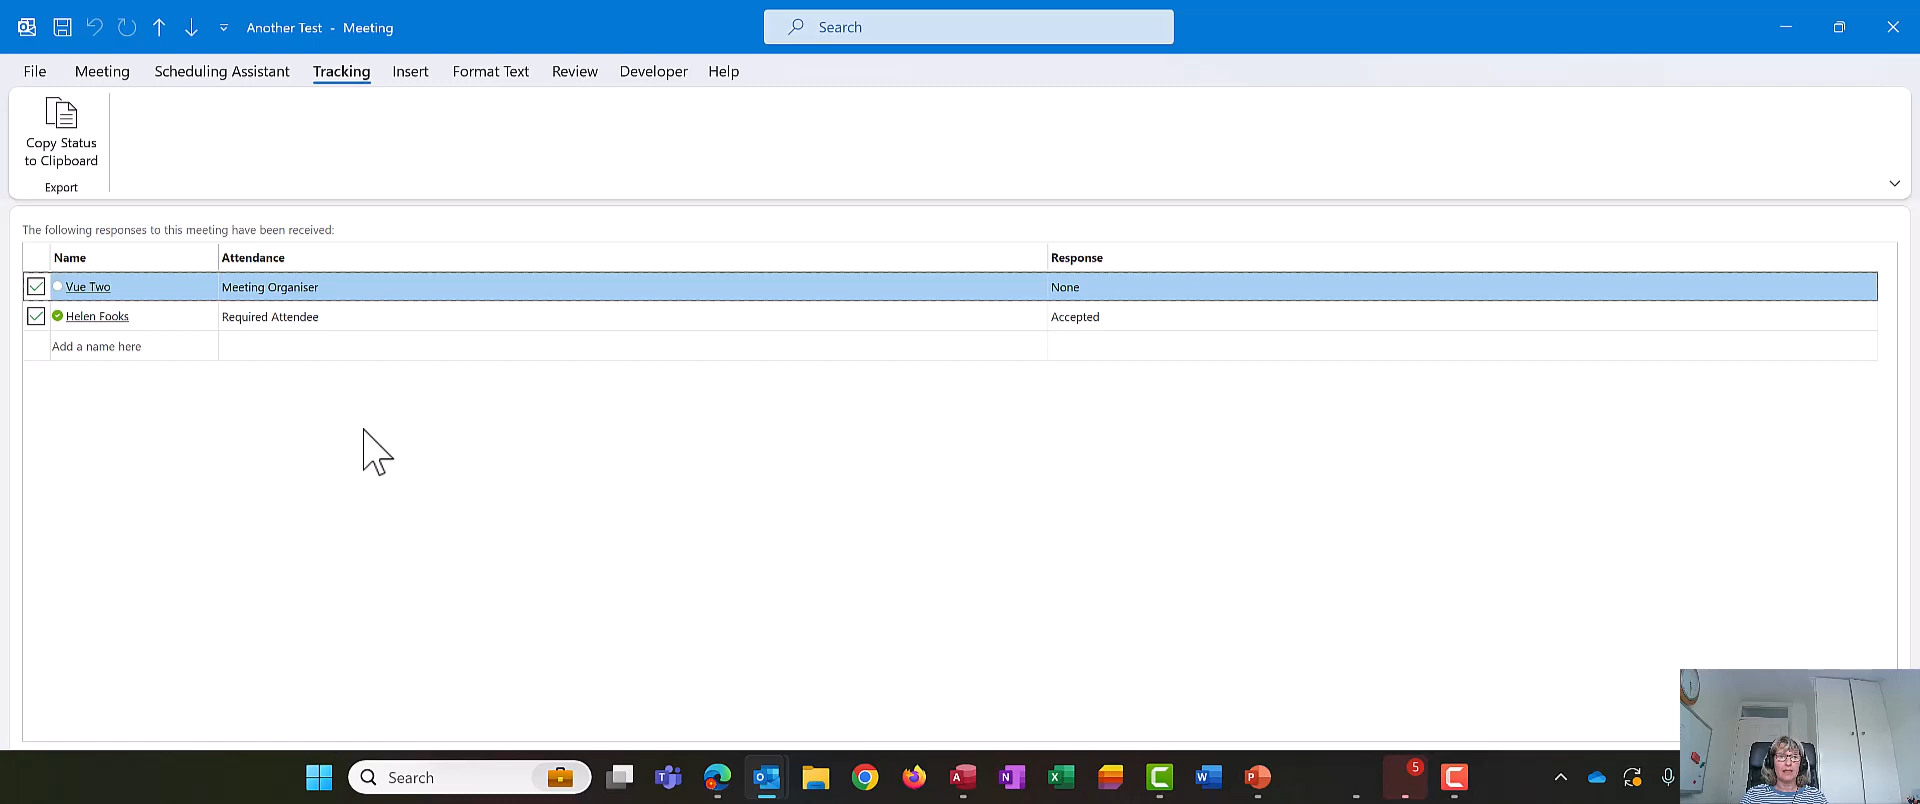 Another Test - Meeting
Search
File Meeting Scheduling Assistant Tracking Insert Format Text Review Developer Help
Copy Status
to Clipboard
Export
The following responses to this meeting have been received:
Name Attendance Response
Vue Two Meeting Organiser None
Helen Fooks Required Attendee Accepted
Add a name here
Search
5